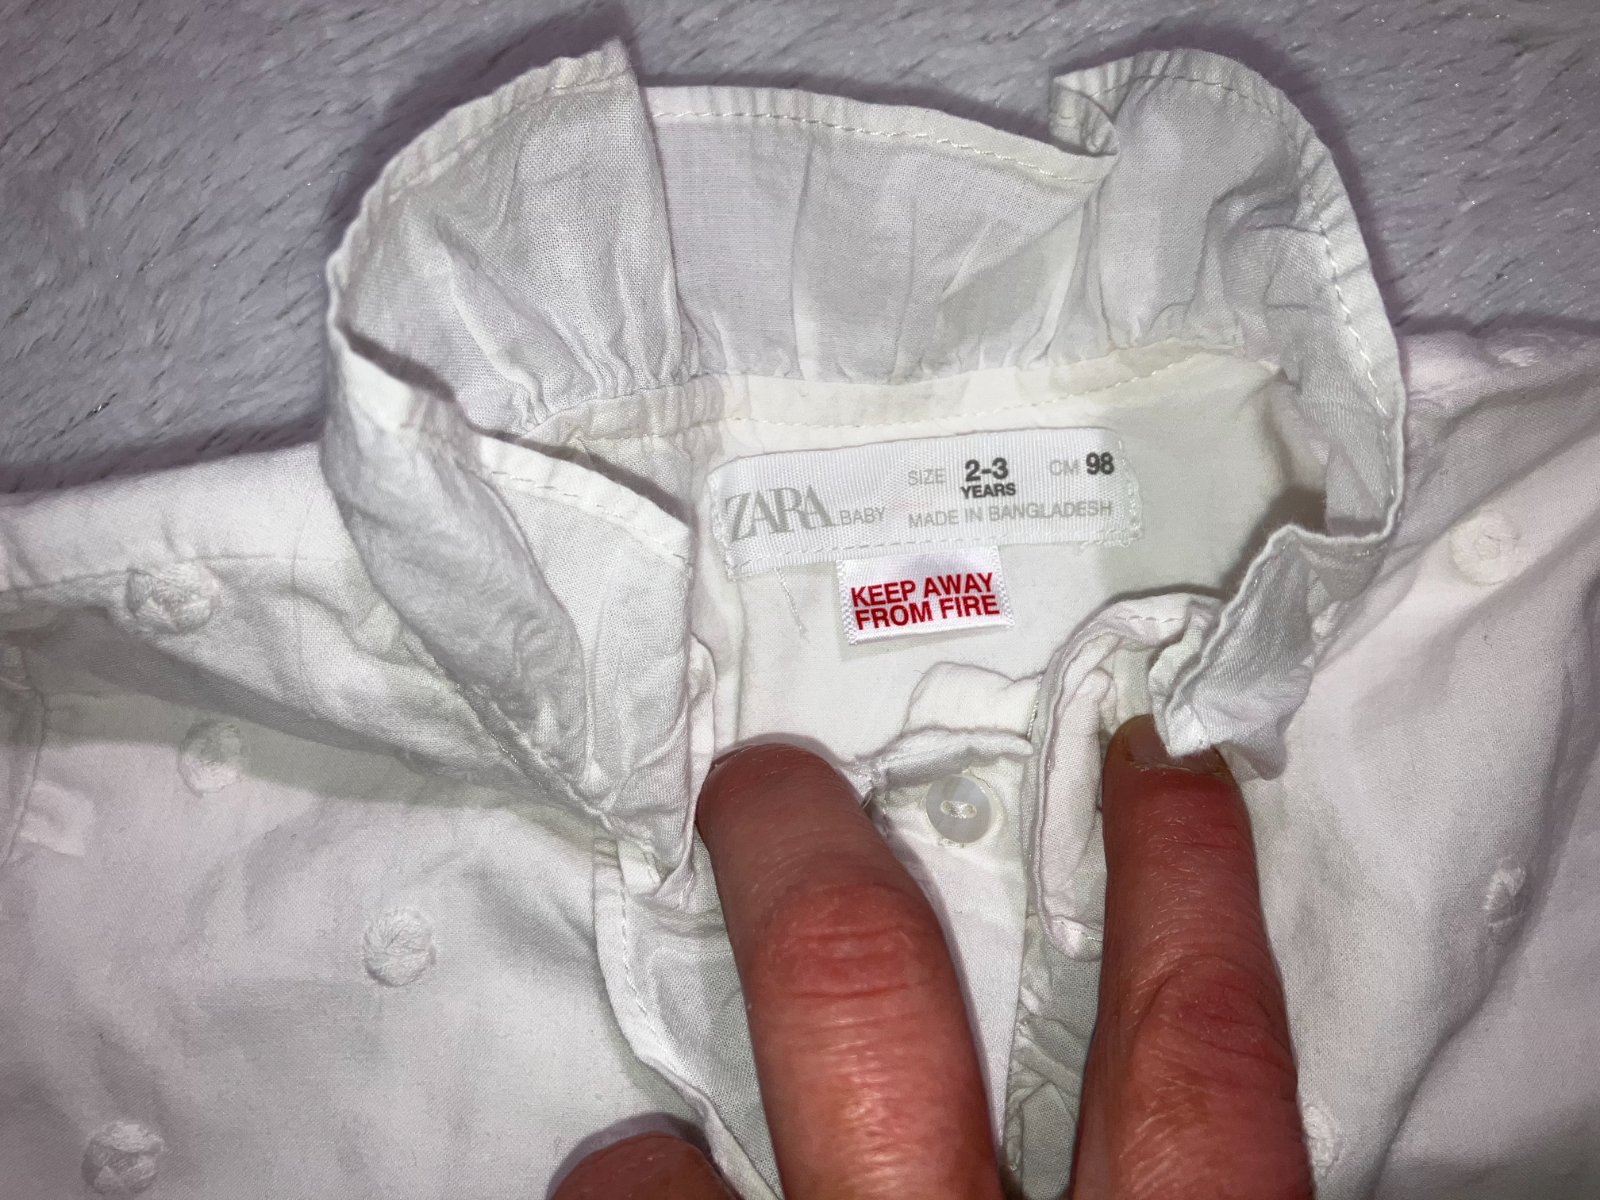 ZARA BABY
SIZE 2-3 YEARS CM 98
MADE IN BANGLADESH
KEEP AWAY
FROM FIRE